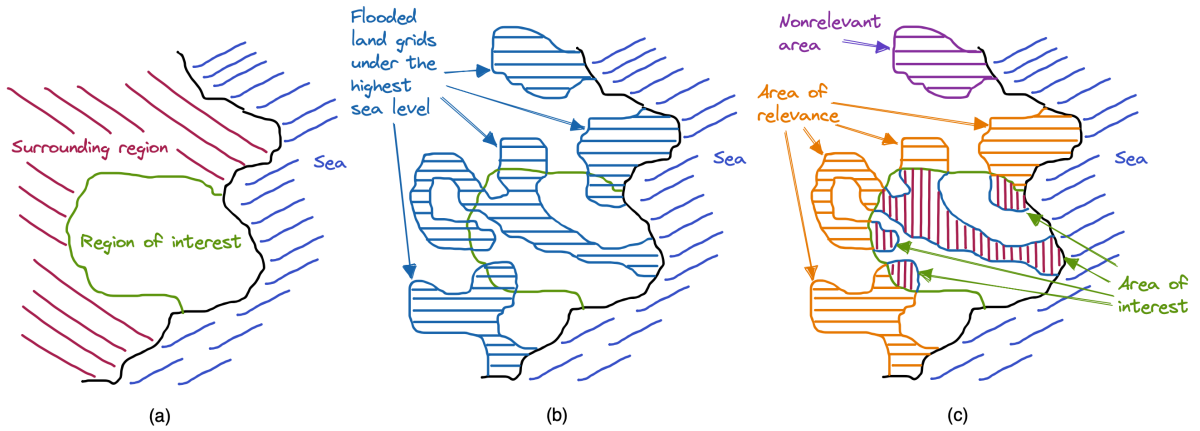 Surrounding region
Region of interest
Sea
(a)
Flooded
land grids
under the
highest
sea level
(b)
Nonrelevant
area
Area of
relevance
Sea
Area of
interest
(c)